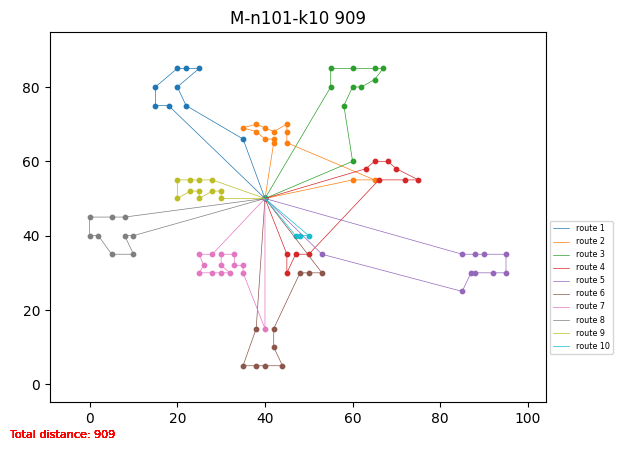 M-n101-k10 909
80
60
40
20
0
0
20
40
60
80
100
route 1
route 2
route 3
route 4
route 5
route 6
route 7
route 8
route 9
route 10
Total distance: 909